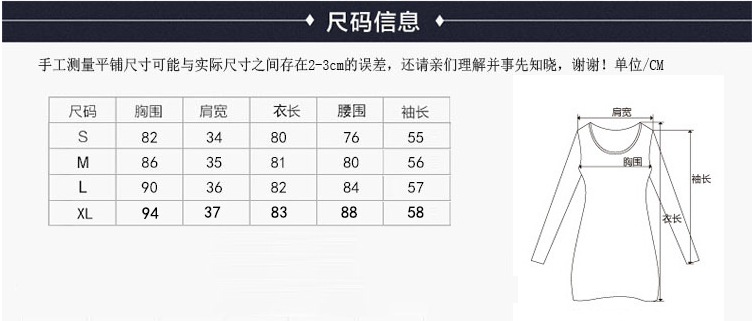 尺码信息
手工测量平铺尺寸可能与实际尺寸之间存在2-3cm的误差，还请亲们理解并事先知晓，谢谢！单位/CM
尺码 胸围 肩宽 衣长 腰围 袖长
S 82 34 80 76 55
M 86 35 81 80 56
L 90 36 82 84 57
XL 94 37 83 88 58
肩宽
胸围
袖长
衣长